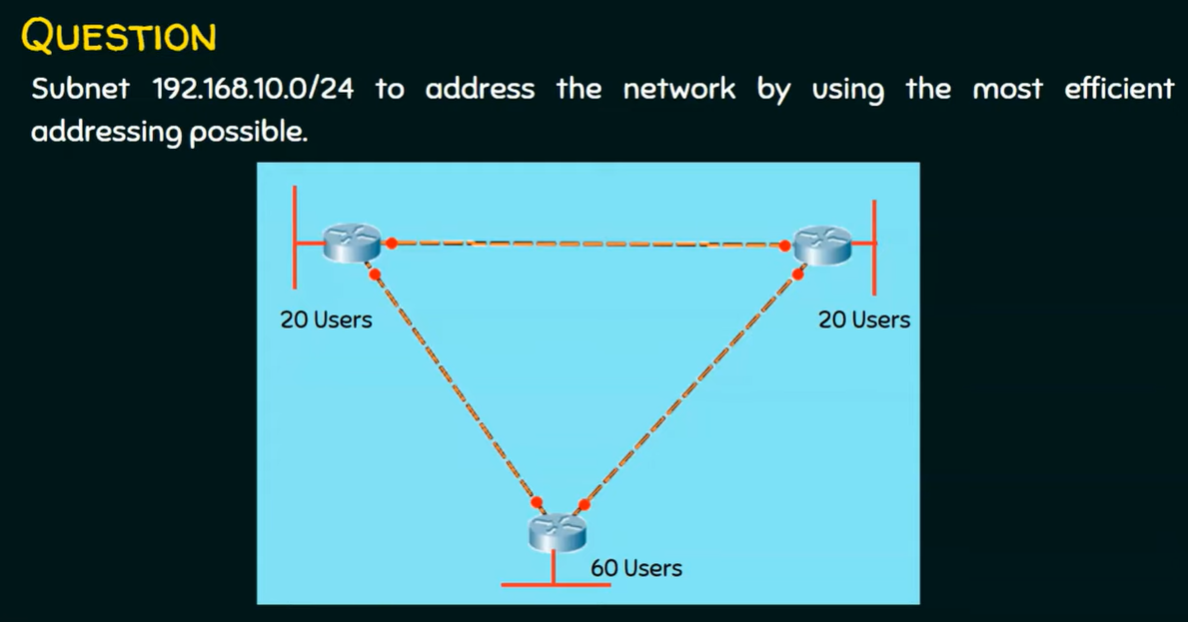 QUESTION
Subnet 192.168.10.0/24 to address the network by using the most efficient
addressing possible.
20 Users
20 Users
60 Users